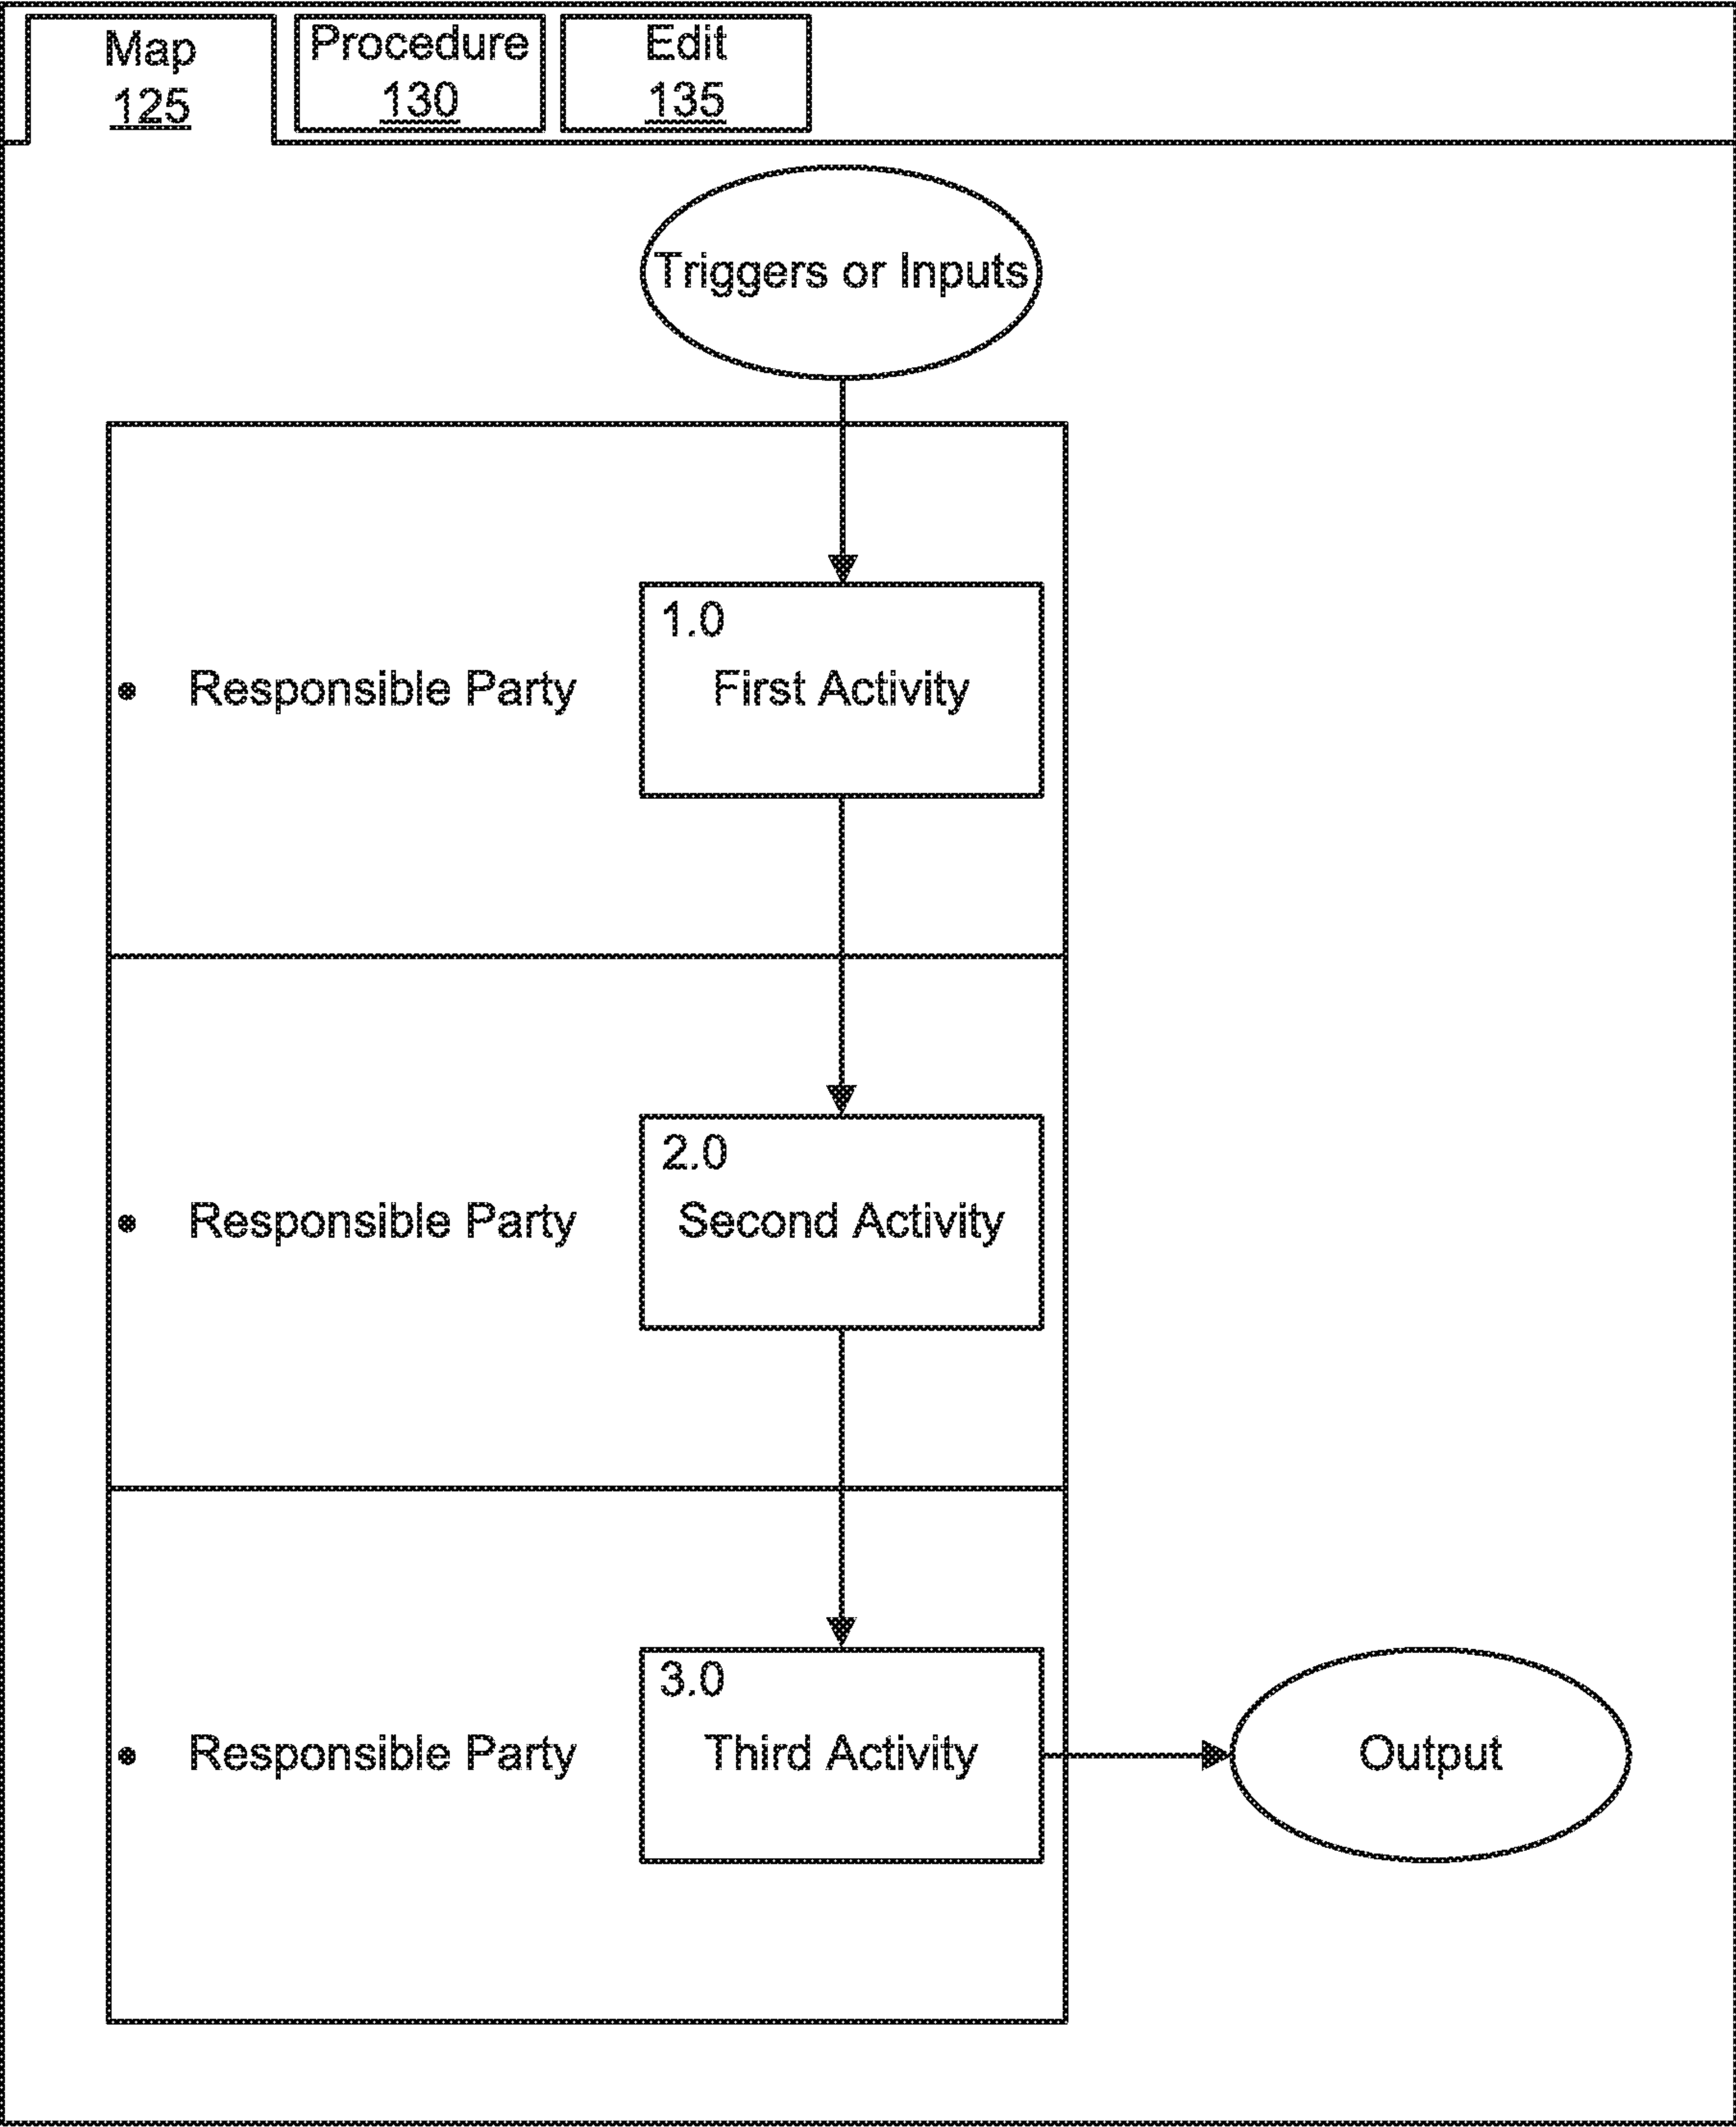 Map
125
Procedure
130
Edit
135
Triggers or Inputs
1.0
• Responsible Party
First Activity
2.0
• Responsible Party
Second Activity
3.0
• Responsible Party
Third Activity
Output